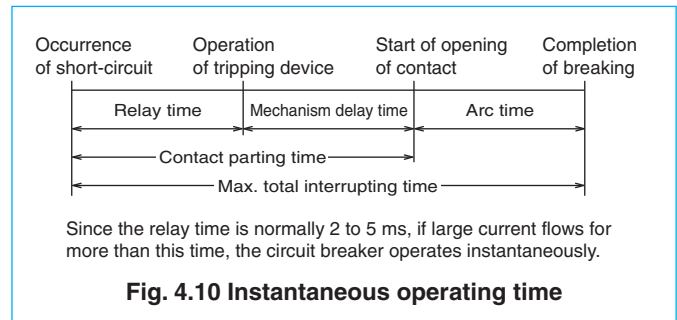 Occurrence
of short-circuit
Operation
of tripping device
Start of opening
of contact
Completion
of breaking
Relay time
Mechanism delay time
Arc time
Contact parting time
Max. total interrupting time
Since the relay time is normally 2 to 5 ms, if large current flows for
more than this time, the circuit breaker operates instantaneously.
Fig. 4.10 Instantaneous operating time